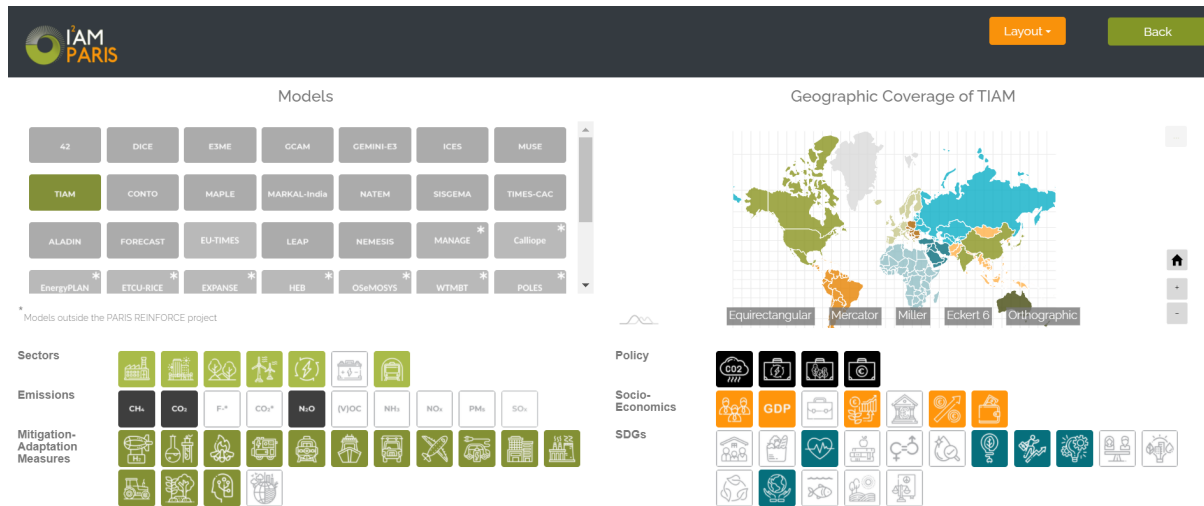 I²AM
PARIS
Layout
Back
Models
Geographic Coverage of TIAM
42
DICE
E3ME
GCAM
GEMINI-E3
ICES
MUSE
TIAM
CONTO
MAPLE
MARKAL-India
NATEM
SISGEMA
TIMES-CAC
ALADIN
FORECAST
EU-TIMES
LEAP
NEMESIS
MANAGE *
Calliope *
EnergyPLAN *
ETCU-RICE *
EXPANSE *
HEB *
OSeMOSYS *
WTMBT *
POLES *
* Models outside the PARIS REINFORCE project
Equirectangular
Mercator
Miller
Eckert 6
Orthographic
+
-
Sectors
Emissions
CH₄
CO₂
F-*
CO₂*
N₂O
(V)OC
NH₃
NOₓ
PM₆
SOₓ
Mitigation-
Adaptation
Measures
H₂
Policy
CO2
Socio-
Economics
GDP
SDGs